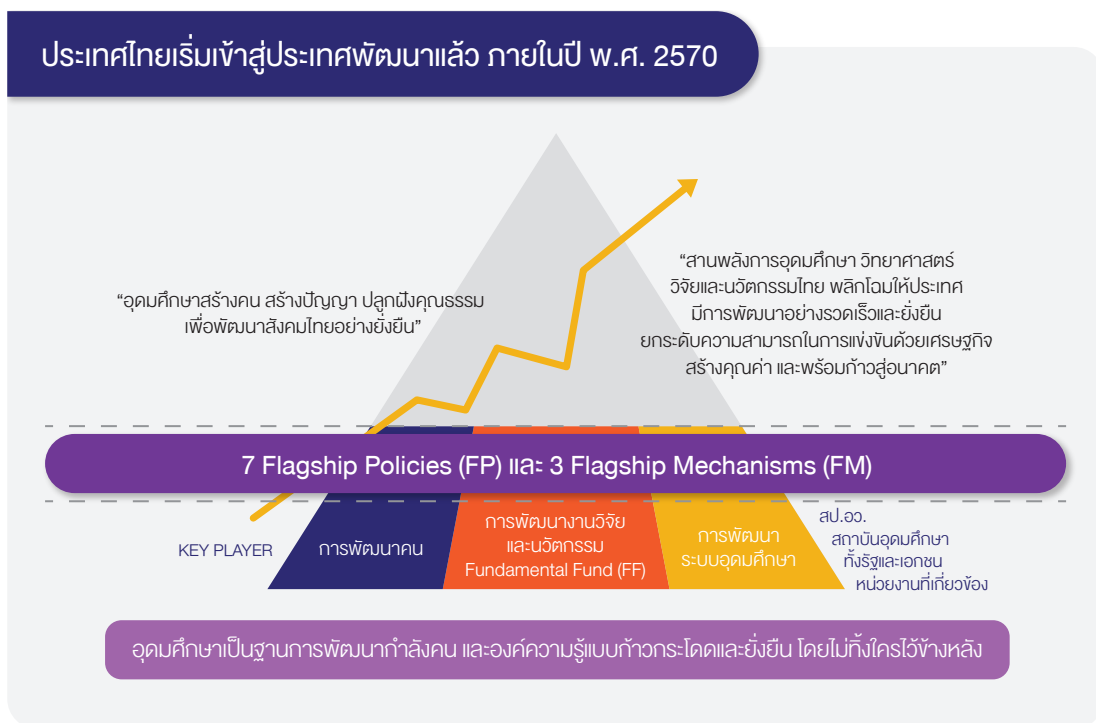 ประเทศไทยเริ่มเข้าสู่ประเทศพัฒนาแล้ว ภายในปี พ.ศ. 2570
“อุดมศึกษาสร้างคน สร้างปัญญา ปลูกฝังคุณธรรม
เพื่อพัฒนาสังคมไทยอย่างยั่งยืน”
“สานพลังการอุดมศึกษา วิทยาศาสตร์
วิจัยและนวัตกรรมไทย พลิกโฉมให้ประเทศ
มีการพัฒนาอย่างรวดเร็วและยั่งยืน
ยกระดับความสามารถในการแข่งขันด้วยเศรษฐกิจ
สร้างคุณค่า และพร้อมก้าวสู่อนาคต”
7 Flagship Policies (FP) และ 3 Flagship Mechanisms (FM)
KEY PLAYER
การพัฒนาคน
การพัฒนางานวิจัย
และนวัตกรรม
Fundamental Fund (FF)
การพัฒนา
ระบบอุดมศึกษา
สป.อว.
สถาบันอุดมศึกษา
ทั้งรัฐและเอกชน
หน่วยงานที่เกี่ยวข้อง
อุดมศึกษาเป็นฐานการพัฒนากำลังคน และองค์ความรู้แบบก้าวกระโดดและยั่งยืน โดยไม่ทิ้งใครไว้ข้างหลัง